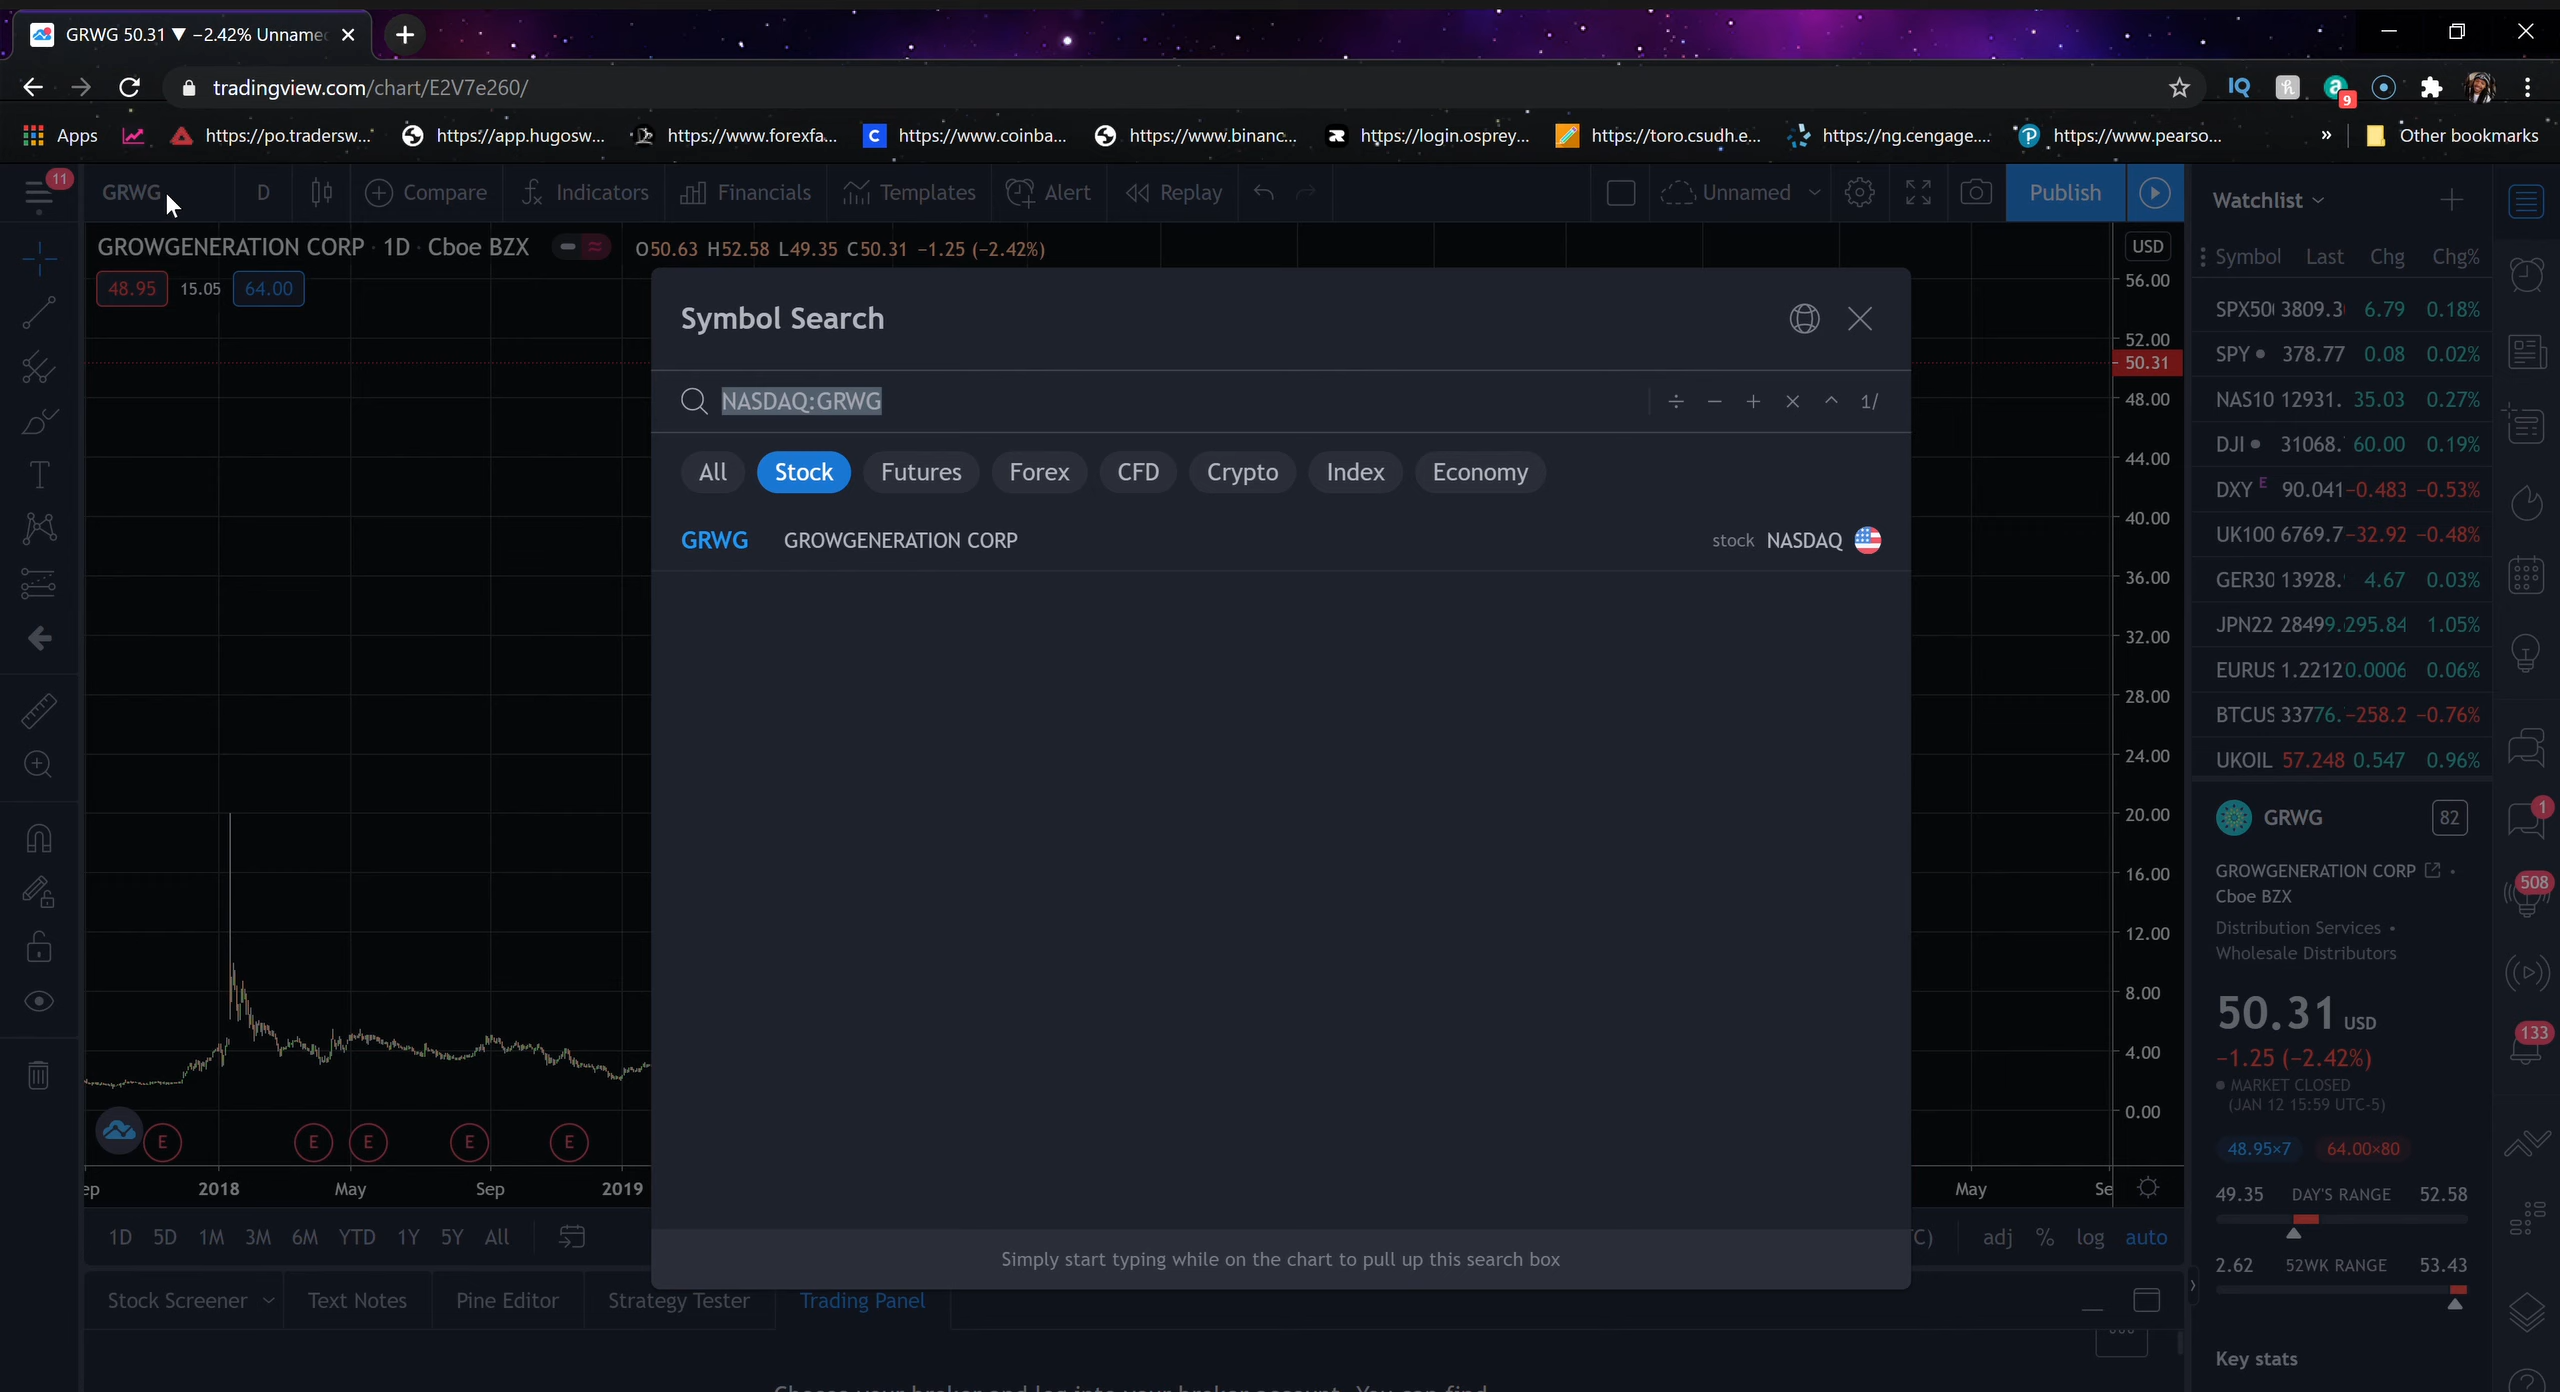 GRWG 50.31 ▼ −2.42% Unname
tradingview.com/chart/E2V7e260/
9
Apps
https://po.tradersw...
https://app.hugosw...
https://www.forexfa...
https://www.coinba...
https://www.binanc...
https://login.osprey...
https://toro.csudh.e...
https://ng.cengage....
https://www.pearso...
»
Other bookmarks
11
GRWG
D
Compare
Indicators
Financials
Templates
Alert
Replay
Unnamed
Publish
Watchlist
GROWGENERATION CORP · 1D · Cboe BZX
O50.63 H52.58 L49.35 C50.31 −1.25 (−2.42%)
48.95 15.05 64.00
Symbol Search
NASDAQ:GRWG
÷ − + × ^ 1/
All Stock Futures Forex CFD Crypto Index Economy
GRWG GROWGENERATION CORP stock NASDAQ
Simply start typing while on the chart to pull up this search box
USD
56.00
52.00
50.31
48.00
44.00
40.00
36.00
32.00
28.00
24.00
20.00
16.00
12.00
8.00
4.00
0.00
Symbol Last Chg Chg%
SPX50 3809.3 6.79 0.18%
SPY 378.77 0.08 0.02%
NAS10 12931. 35.03 0.27%
DJI 31068. 60.00 0.19%
DXY E 90.041 −0.483 −0.53%
UK100 6769.7 −32.92 −0.48%
GER30 13928. 4.67 0.03%
JPN22 28499. 295.84 1.05%
EURUS 1.2212 0.0006 0.06%
BTCUS 33776. −258.2 −0.76%
UKOIL 57.248 0.547 0.96%
GRWG 82
GROWGENERATION CORP
Cboe BZX
Distribution Services •
Wholesale Distributors
50.31 USD
−1.25 (−2.42%)
MARKET CLOSED
(JAN 12 15:59 UTC-5)
48.95×7 64.00×80
49.35 DAY'S RANGE 52.58
2.62 52WK RANGE 53.43
Key stats
1
508
133
E E E E E
ep 2018 May Sep 2019 May Se
1D 5D 1M 3M 6M YTD 1Y 5Y All
C) adj % log auto
Stock Screener Text Notes Pine Editor Strategy Tester Trading Panel